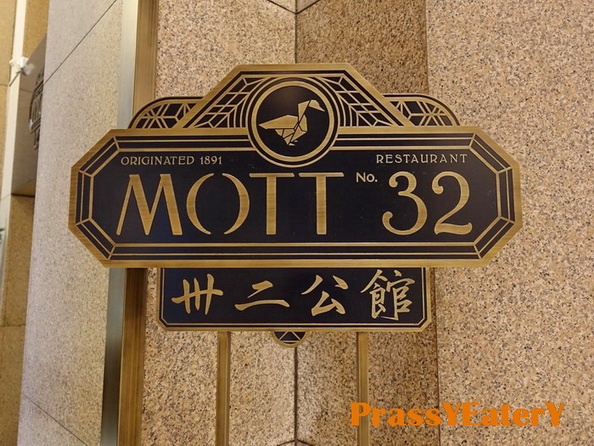 ORIGINATED 1891 RESTAURANT
MOTT No. 32
卅二公館
PrassYEaterY